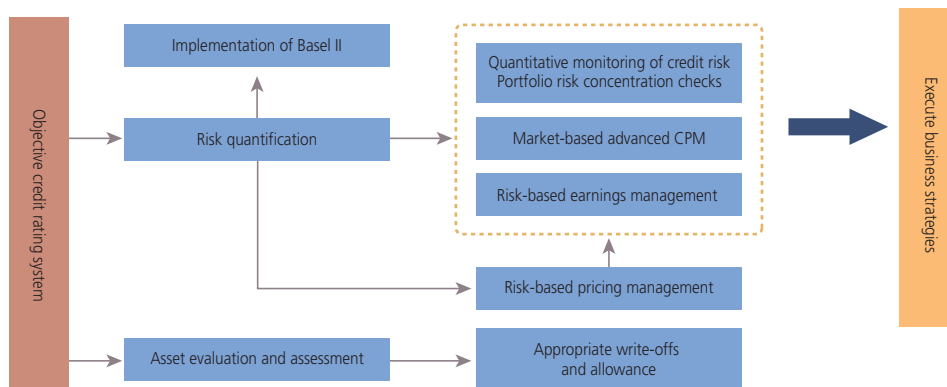 Objective credit rating system
Implementation of Basel II
Risk quantification
Quantitative monitoring of credit risk
Portfolio risk concentration checks
Market-based advanced CPM
Risk-based earnings management
Risk-based pricing management
Asset evaluation and assessment
Appropriate write-offs
and allowance
Execute business
strategies